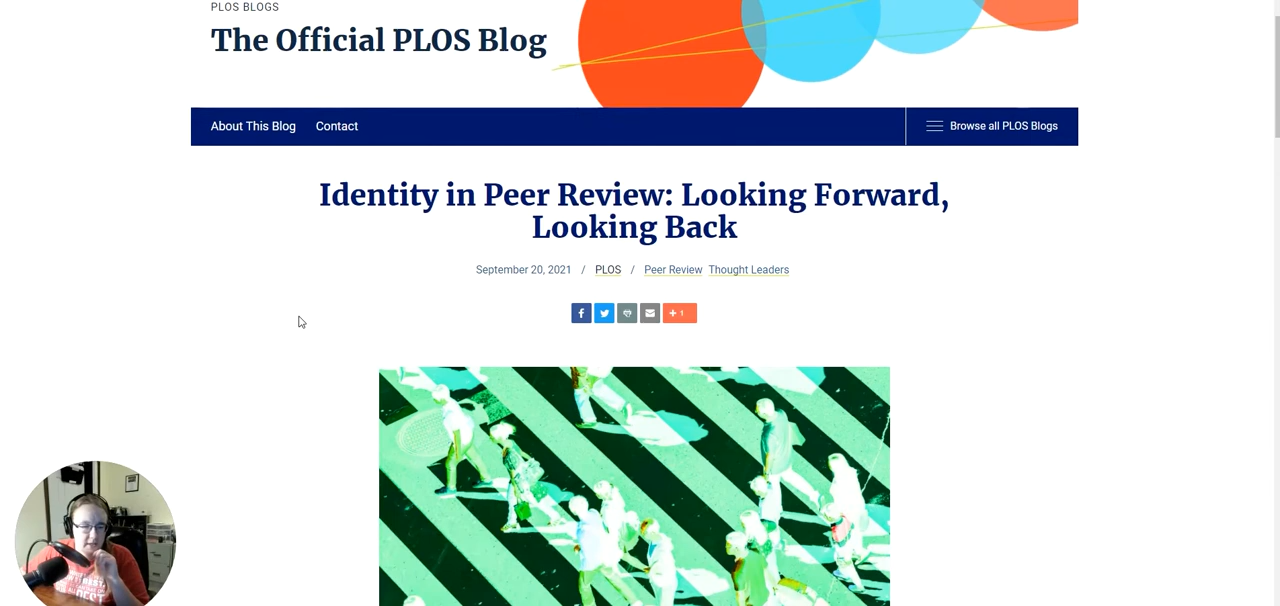 PLOS BLOGS
The Official PLOS Blog
About This Blog Contact Browse all PLOS Blogs
Identity in Peer Review: Looking Forward,
Looking Back
September 20, 2021 / PLOS / Peer Review Thought Leaders
f + 1